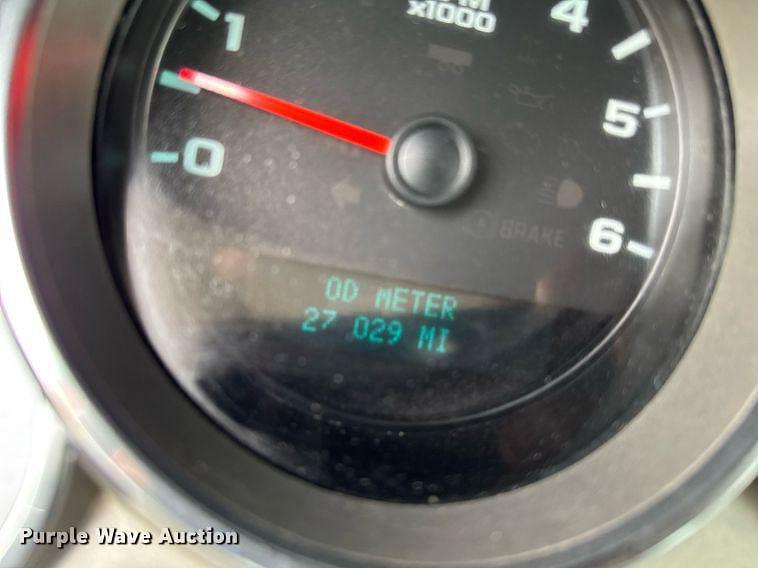 x1000
1
4
5
0
BRAKE
6
OD METER
27 029 MI
Purple Wave Auction